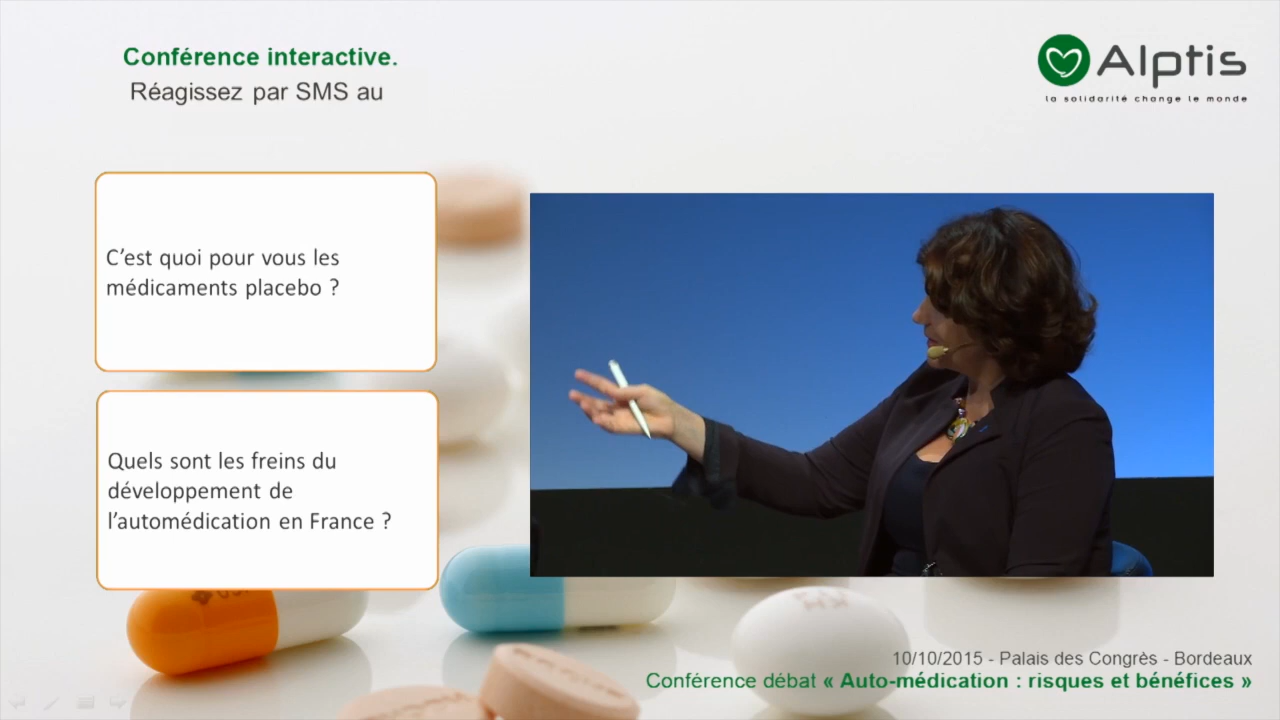 Conférence interactive.
Réagissez par SMS au
Alptis
la solidarité change le monde
C’est quoi pour vous les
médicaments placebo ?
Quels sont les freins du
développement de
l’automédication en France ?
10/10/2015 - Palais des Congrès - Bordeaux
Conférence débat « Auto-médication : risques et bénéfices »